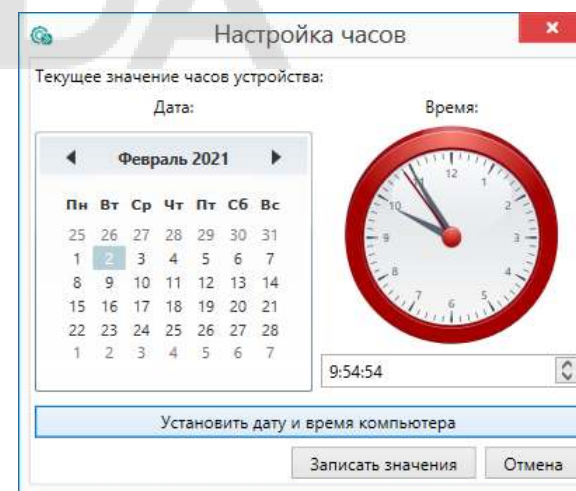 Настройка часов
Текущее значение часов устройства:
Дата: Время:
Февраль 2021
Пн Вт Ср Чт Пт Сб Вс
25 26 27 28 29 30 31
1 2 3 4 5 6 7
8 9 10 11 12 13 14
15 16 17 18 19 20 21
22 23 24 25 26 27 28
1 2 3 4 5 6 7
12
1
2
3
4
5
6
7
8
9
10
11
9:54:54
Установить дату и время компьютера
Записать значения Отмена